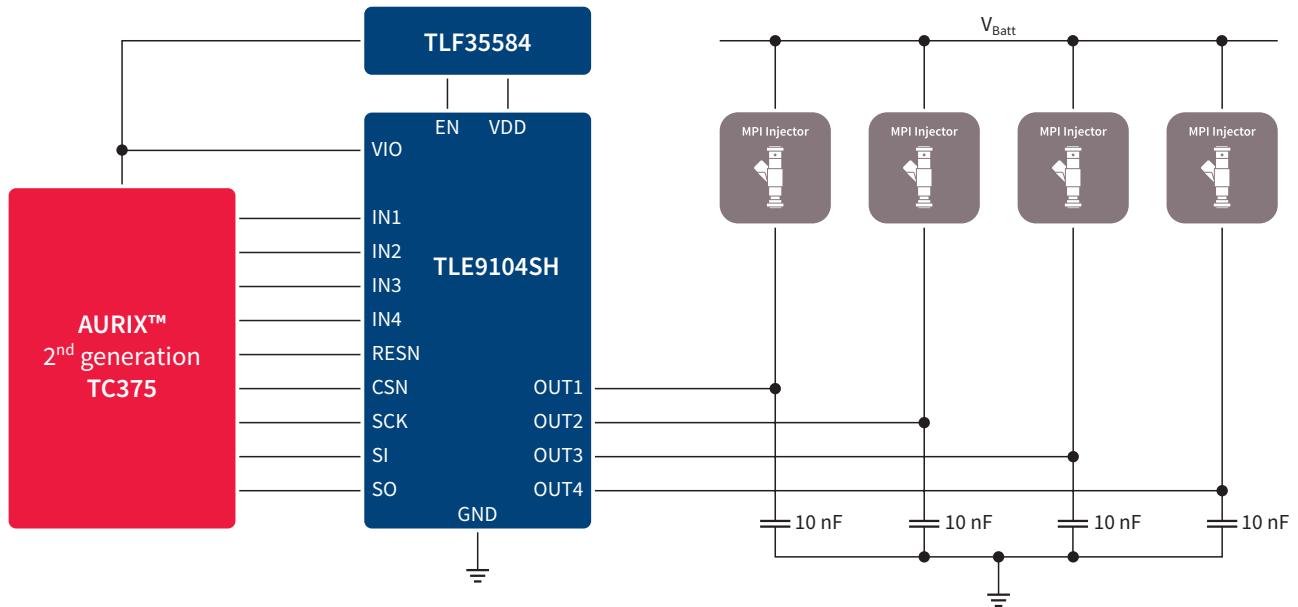 TLF35584
V_Batt
EN VDD
VIO
IN1
IN2
IN3
IN4
RESN
CSN
SCK
SI
SO
TLE9104SH
OUT1
OUT2
OUT3
OUT4
GND
AURIX™
2nd generation
TC375
MPI Injector
MPI Injector
MPI Injector
MPI Injector
10 nF
10 nF
10 nF
10 nF